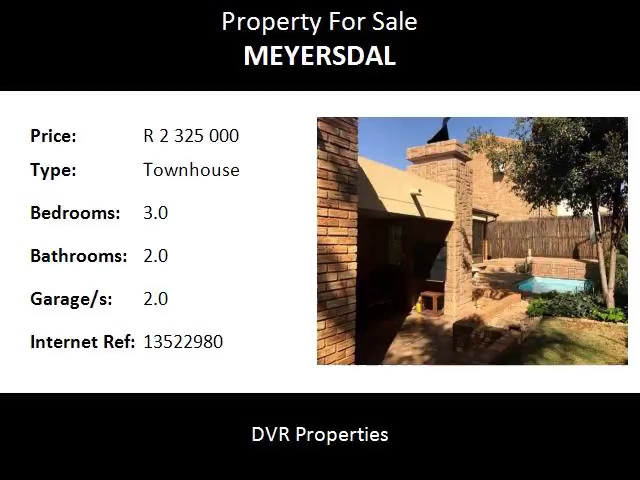 Property For Sale
MEYERSDAL
Price: R 2 325 000
Type: Townhouse
Bedrooms: 3.0
Bathrooms: 2.0
Garage/s: 2.0
Internet Ref: 13522980
DVR Properties